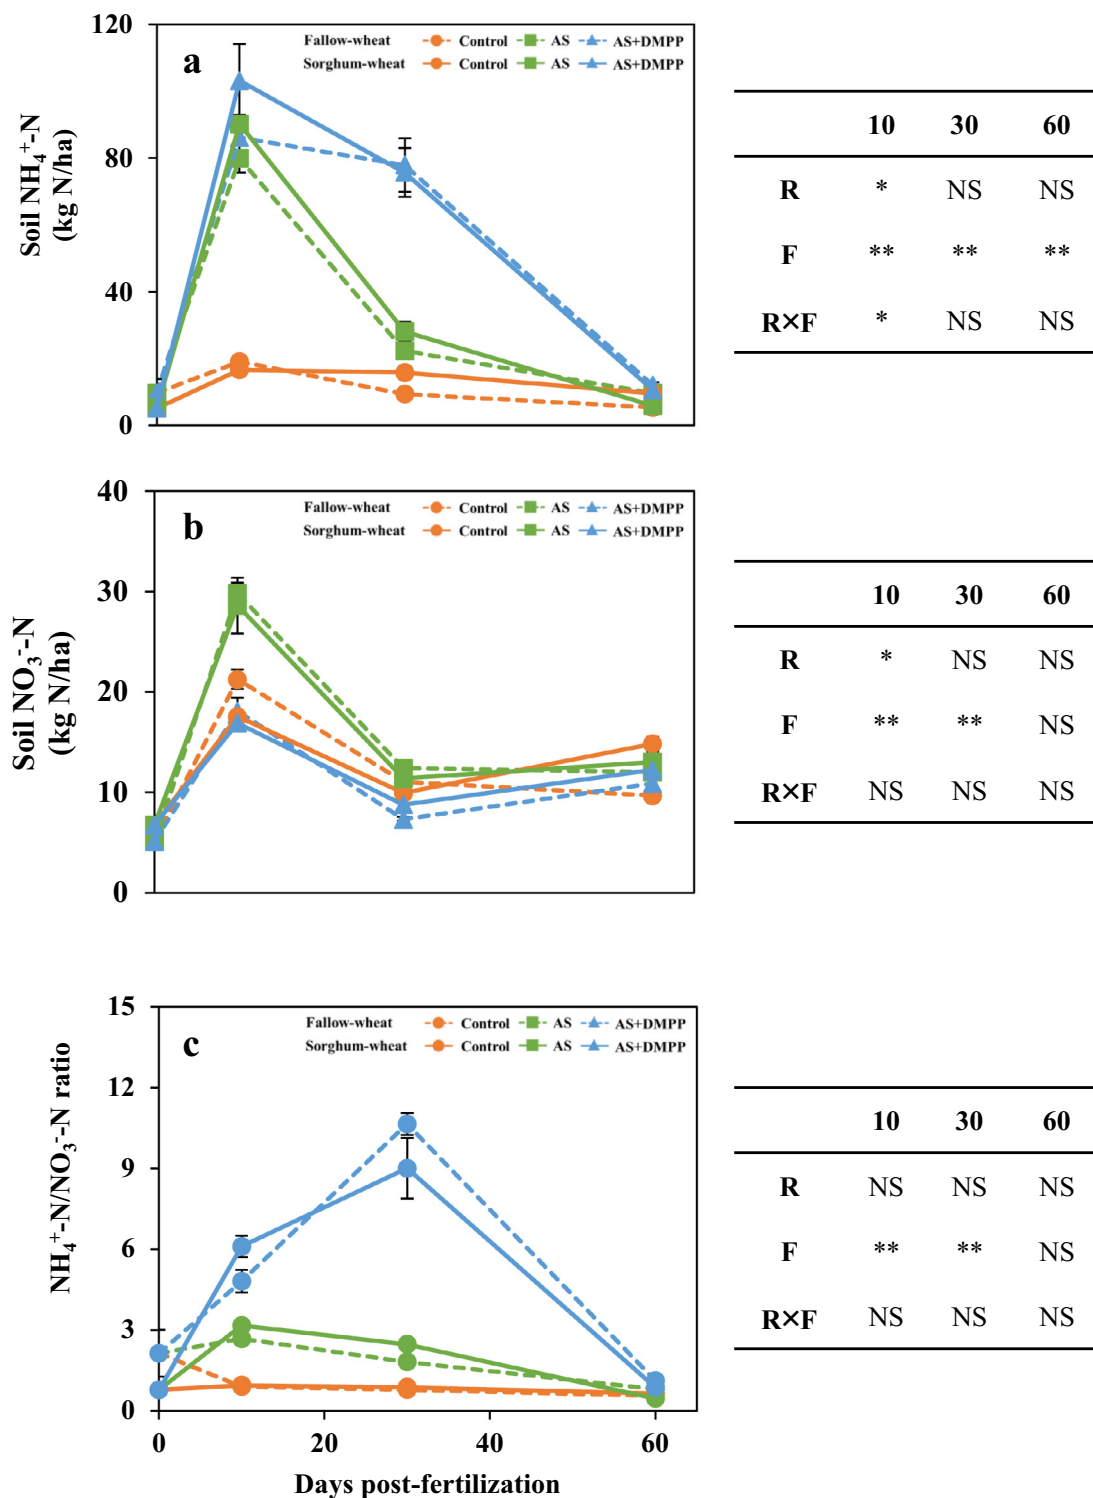 a
Fallow-wheat Control AS AS+DMPP
Sorghum-wheat Control AS AS+DMPP
Soil NH₄⁺-N
(kg N/ha)
120
80
40
0
10 30 60
R * NS NS
F ** ** **
R×F * NS NS
b
Fallow-wheat Control AS AS+DMPP
Sorghum-wheat Control AS AS+DMPP
Soil NO₃⁻-N
(kg N/ha)
40
30
20
10
0
10 30 60
R * NS NS
F ** ** NS
R×F NS NS NS
c
Fallow-wheat Control AS AS+DMPP
Sorghum-wheat Control AS AS+DMPP
NH₄⁺-N/NO₃⁻-N ratio
15
12
9
6
3
0
0 20 40 60
Days post-fertilization
10 30 60
R NS NS NS
F ** ** NS
R×F NS NS NS